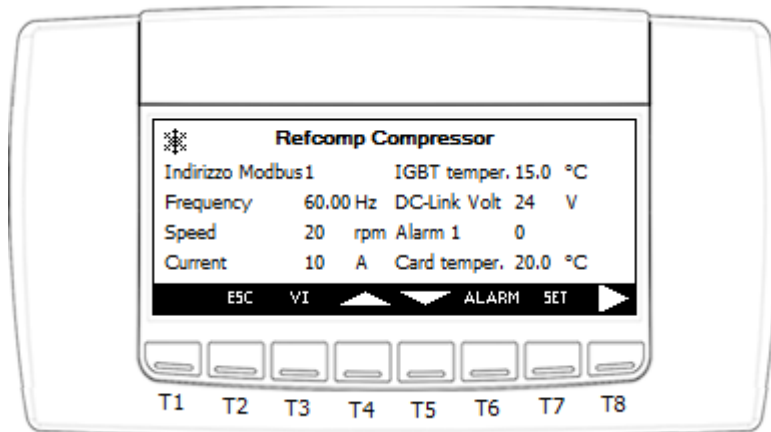 Refcomp Compressor
Indirizzo Modbus1 IGBT temper. 15.0 °C
Frequency 60.00 Hz DC-Link Volt 24 V
Speed 20 rpm Alarm 1 0
Current 10 A Card temper. 20.0 °C
ESC VI ALARM SET
T1 T2 T3 T4 T5 T6 T7 T8